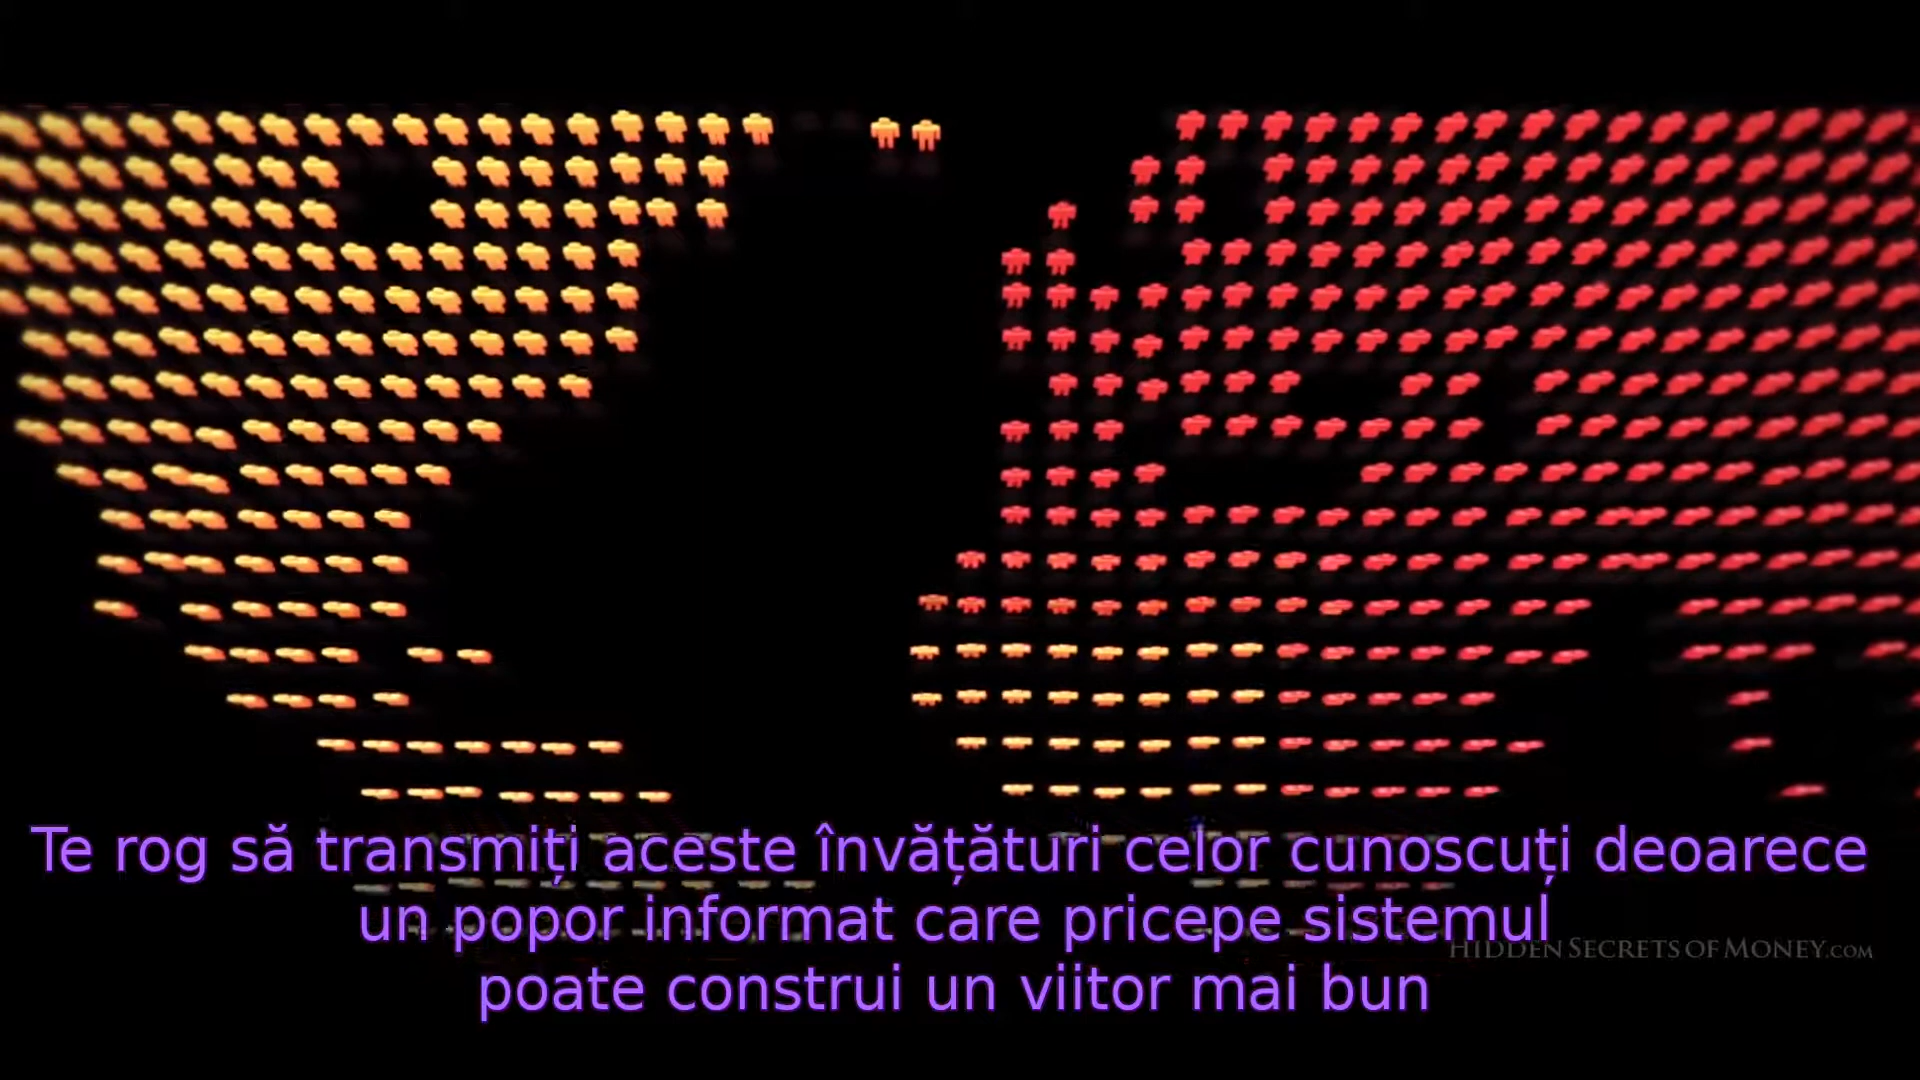 Te rog să transmiți aceste învățături celor cunoscuți deoarece
un popor informat care pricepe sistemul
poate construi un viitor mai bun
HIDDEN SECRETS OF MONEY.COM